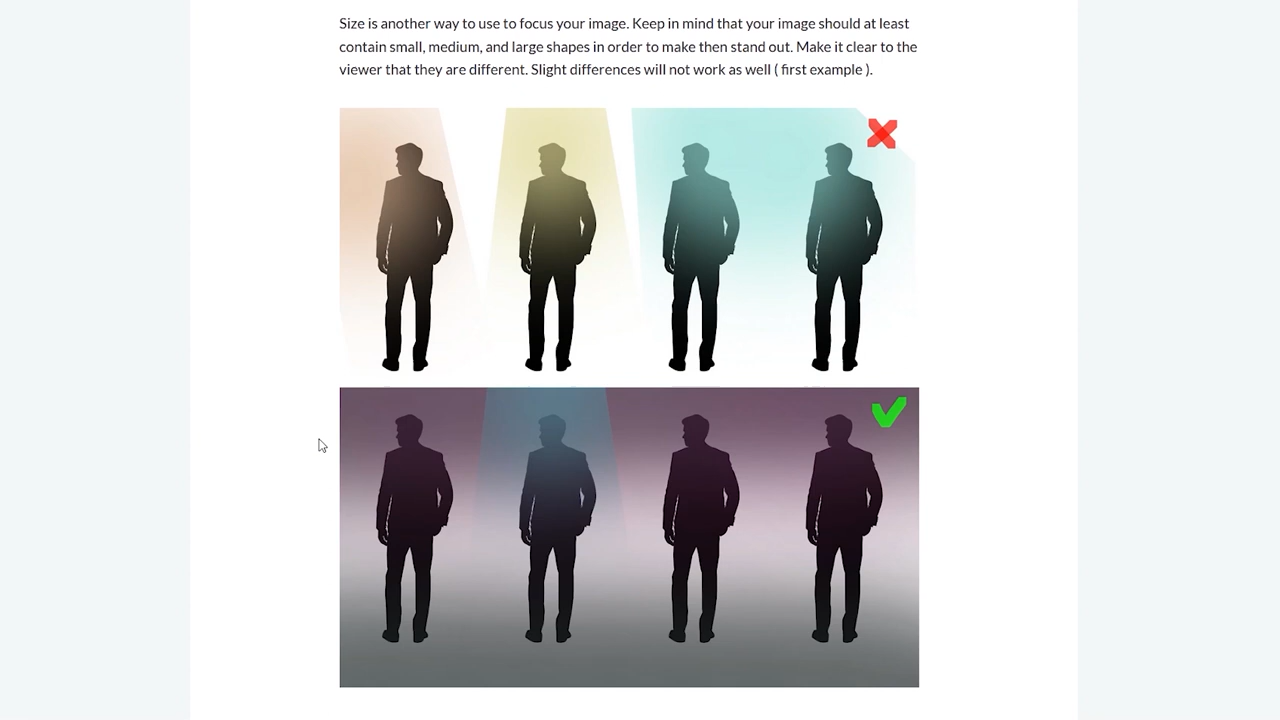 Size is another way to use to focus your image. Keep in mind that your image should at least
contain small, medium, and large shapes in order to make then stand out. Make it clear to the
viewer that they are different. Slight differences will not work as well ( first example ).